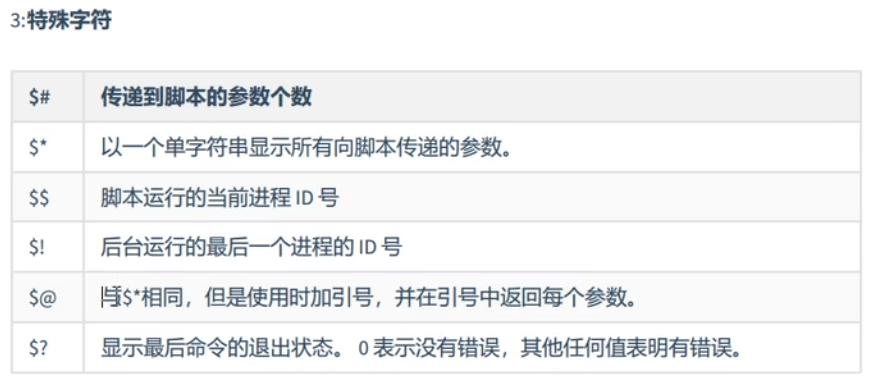 3:特殊字符
$# 传递到脚本的参数个数
$* 以一个单字符串显示所有向脚本传递的参数。
$$ 脚本运行的当前进程 ID 号
$! 后台运行的最后一个进程的 ID 号
$@ 与$*相同，但是使用时加引号，并在引号中返回每个参数。
$? 显示最后命令的退出状态。 0 表示没有错误，其他任何值表明有错误。